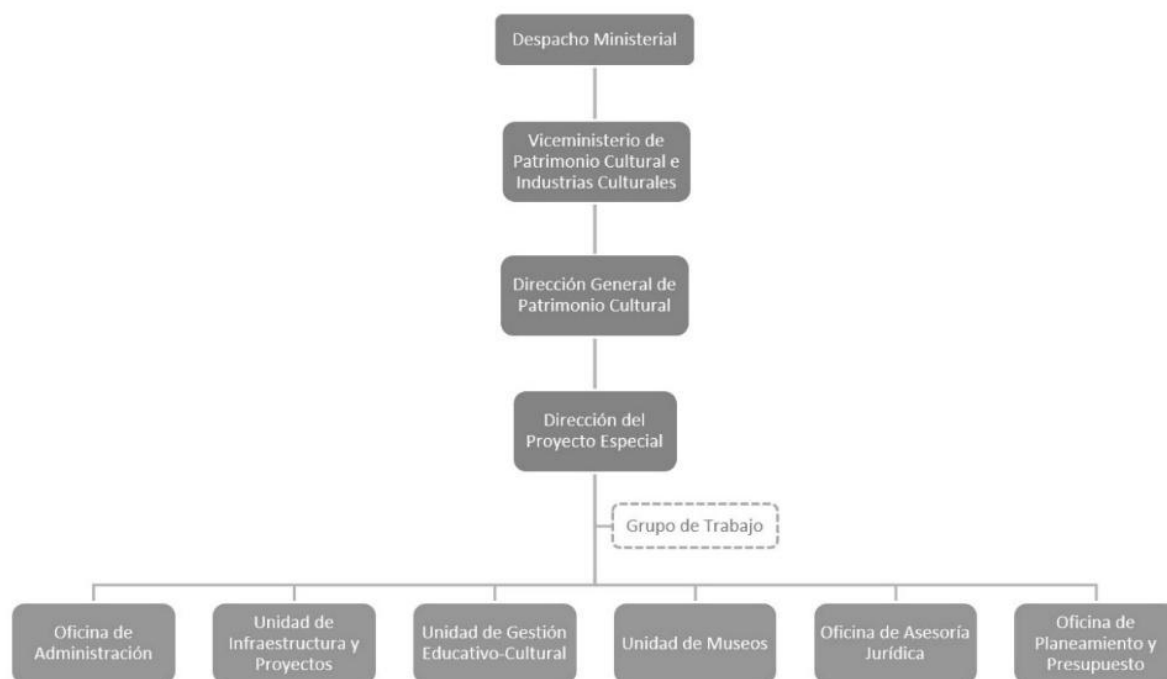 Despacho Ministerial
Viceministerio de
Patrimonio Cultural e
Industrias Culturales
Dirección General de
Patrimonio Cultural
Dirección del
Proyecto Especial
Grupo de Trabajo
Oficina de
Administración
Unidad de
Infraestructura y
Proyectos
Unidad de Gestión
Educativo-Cultural
Unidad de Museos
Oficina de Asesoría
Jurídica
Oficina de
Planeamiento y
Presupuesto